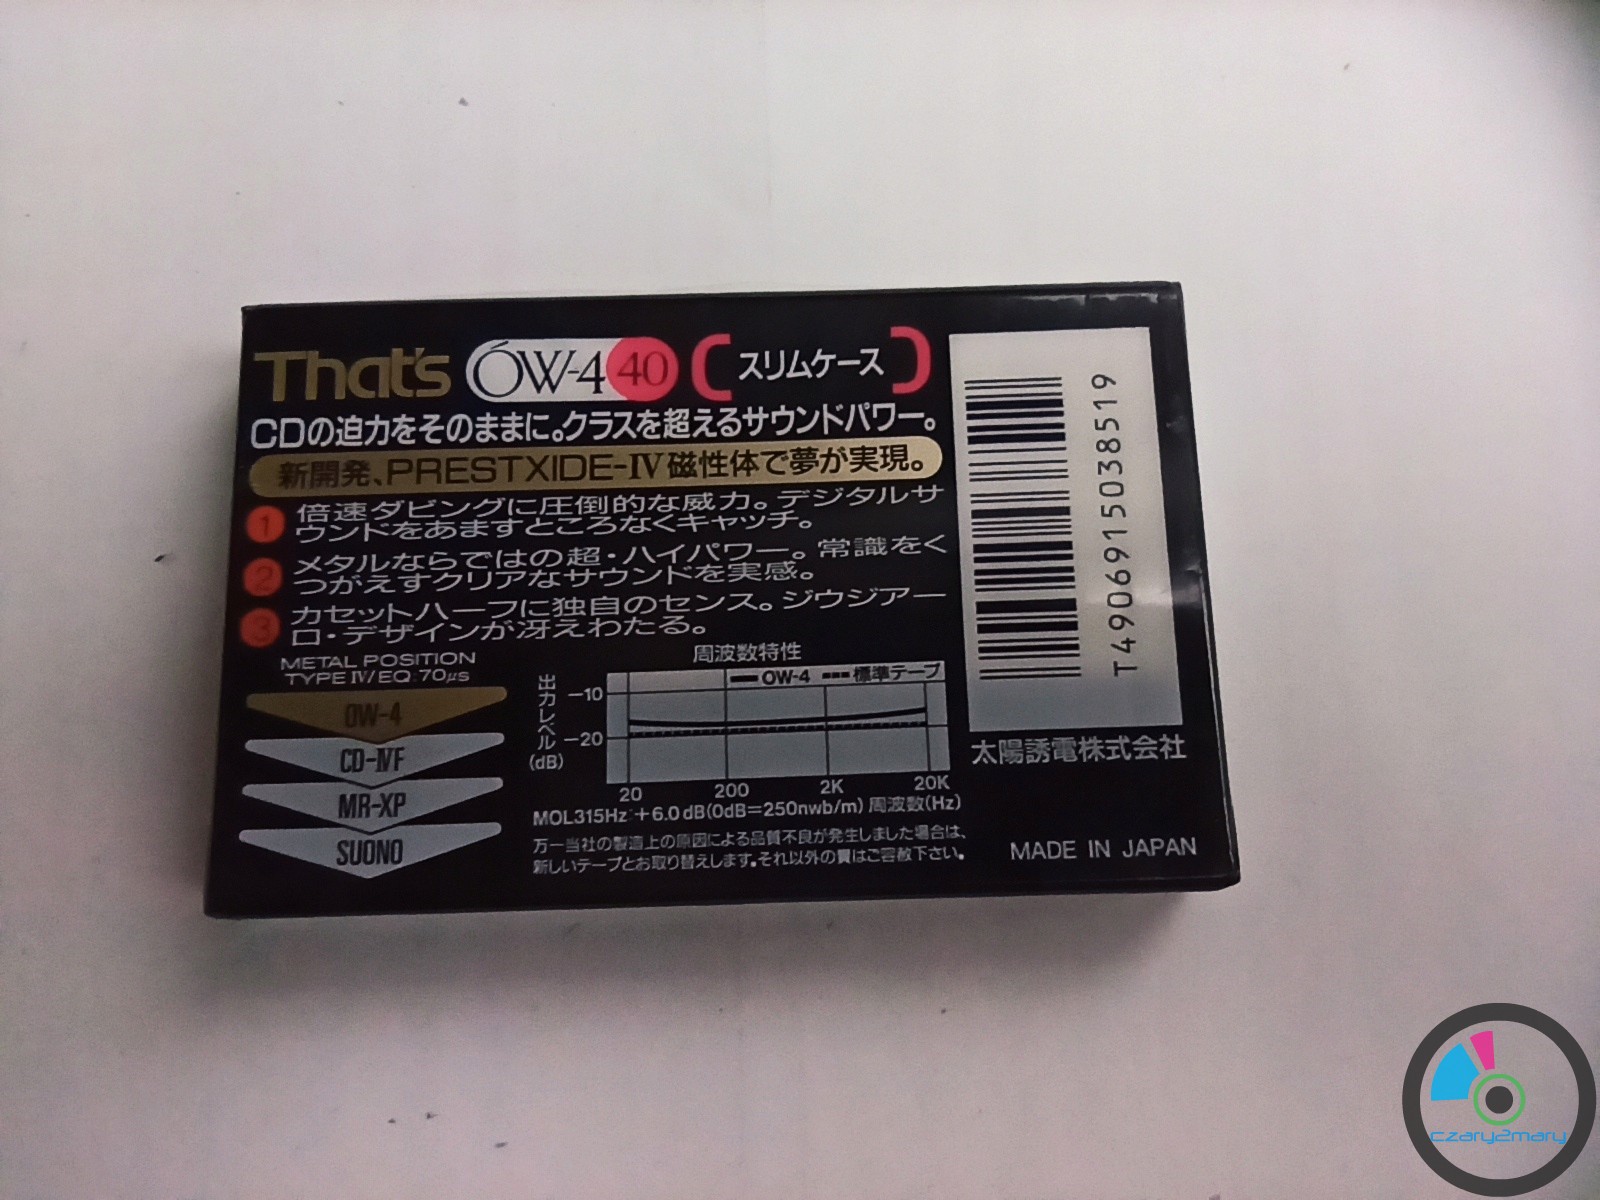 That's OW-4 40 (スリムケース)
CDの迫力をそのままに。クラスを超えるサウンドパワー。
新開発、PRESTXIDE-IV磁性体で夢が実現。
1 倍速ダビングに圧倒的な威力。デジタルサ
ウンドをあますところなくキャッチ。
2 メタルならではの超・ハイパワー。常識をく
つがえすクリアなサウンドを実感。
3 カセットハーフに独自のセンス。ジウジアー
ロ・デザインが冴えわたる。
METAL POSITION
TYPE IV/EQ:70μs
OW-4
CD-IVF
MR-XP
SUONO
周波数特性
OW-4 標準テープ
出力レベル
(dB)
-10
-20
20 200 2K 20K
MOL315Hz:+6.0dB(0dB=250nwb/m) 周波数(Hz)
万一当社の製造上の原因による品質不良が発生しました場合は、
新しいテープとお取り替えします。それ以外の責はご容赦下さい。
T4906915038519
太陽誘電株式会社
MADE IN JAPAN
czary2mary